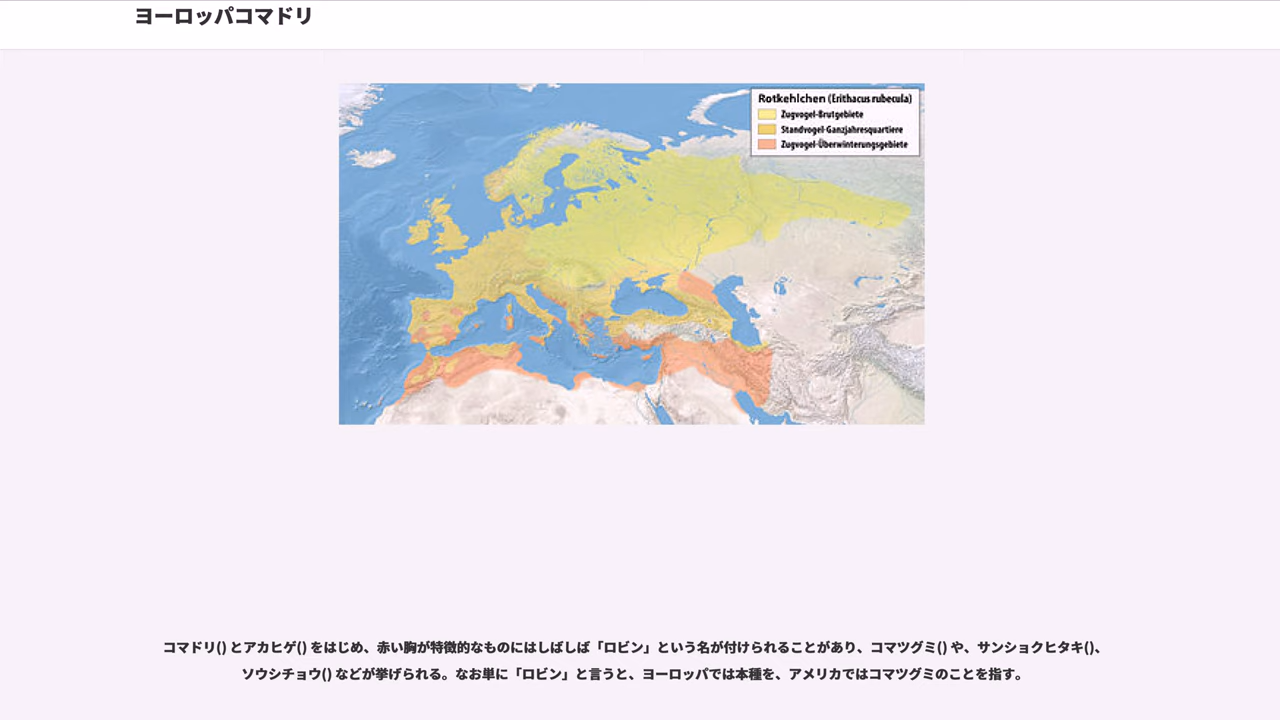 ヨーロッパコマドリ
Rotkehlchen (Erithacus rubecula)
Zugvogel-Brutgebiete
Standvogel-Ganzjahresquartiere
Zugvogel-Überwinterungsgebiete
コマドリ() とアカヒゲ() をはじめ、赤い胸が特徴的なものにはしばしば「ロビン」という名が付けられることがあり、コマツグミ() や、サンショクヒタキ()、
ソウシチョウ() などが挙げられる。なお単に「ロビン」と言うと、ヨーロッパでは本種を、アメリカではコマツグミのことを指す。